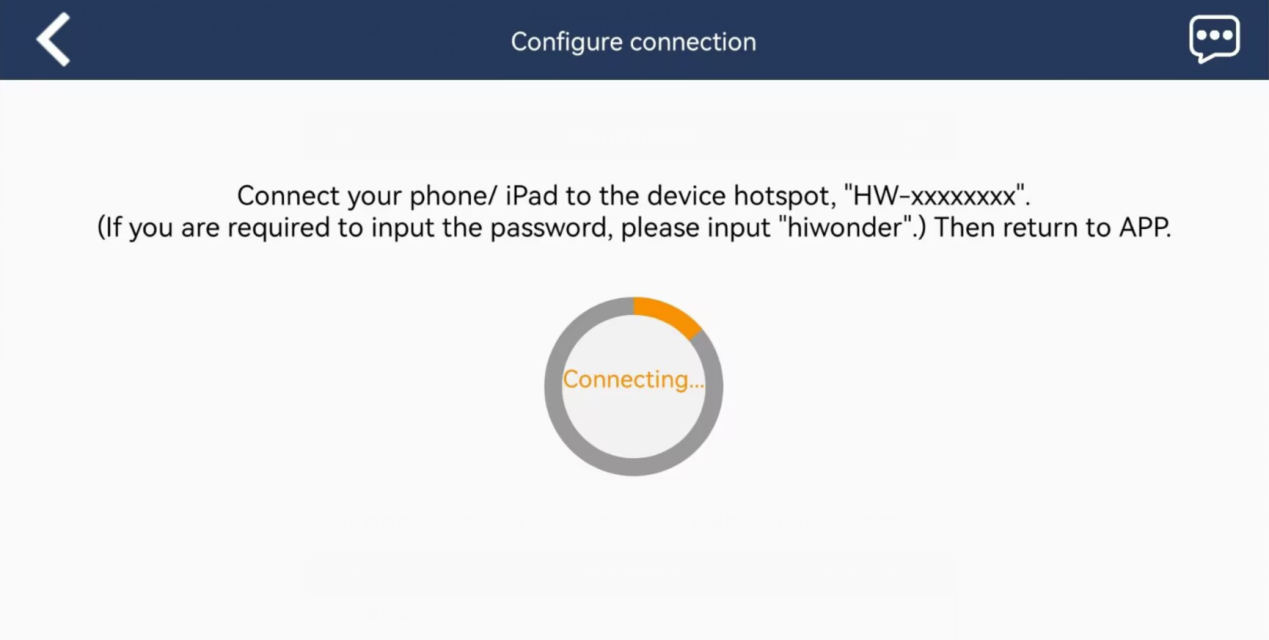 Configure connection
Connect your phone/ iPad to the device hotspot, "HW-xxxxxxxx".
(If you are required to input the password, please input "hiwonder".) Then return to APP.
Connecting...